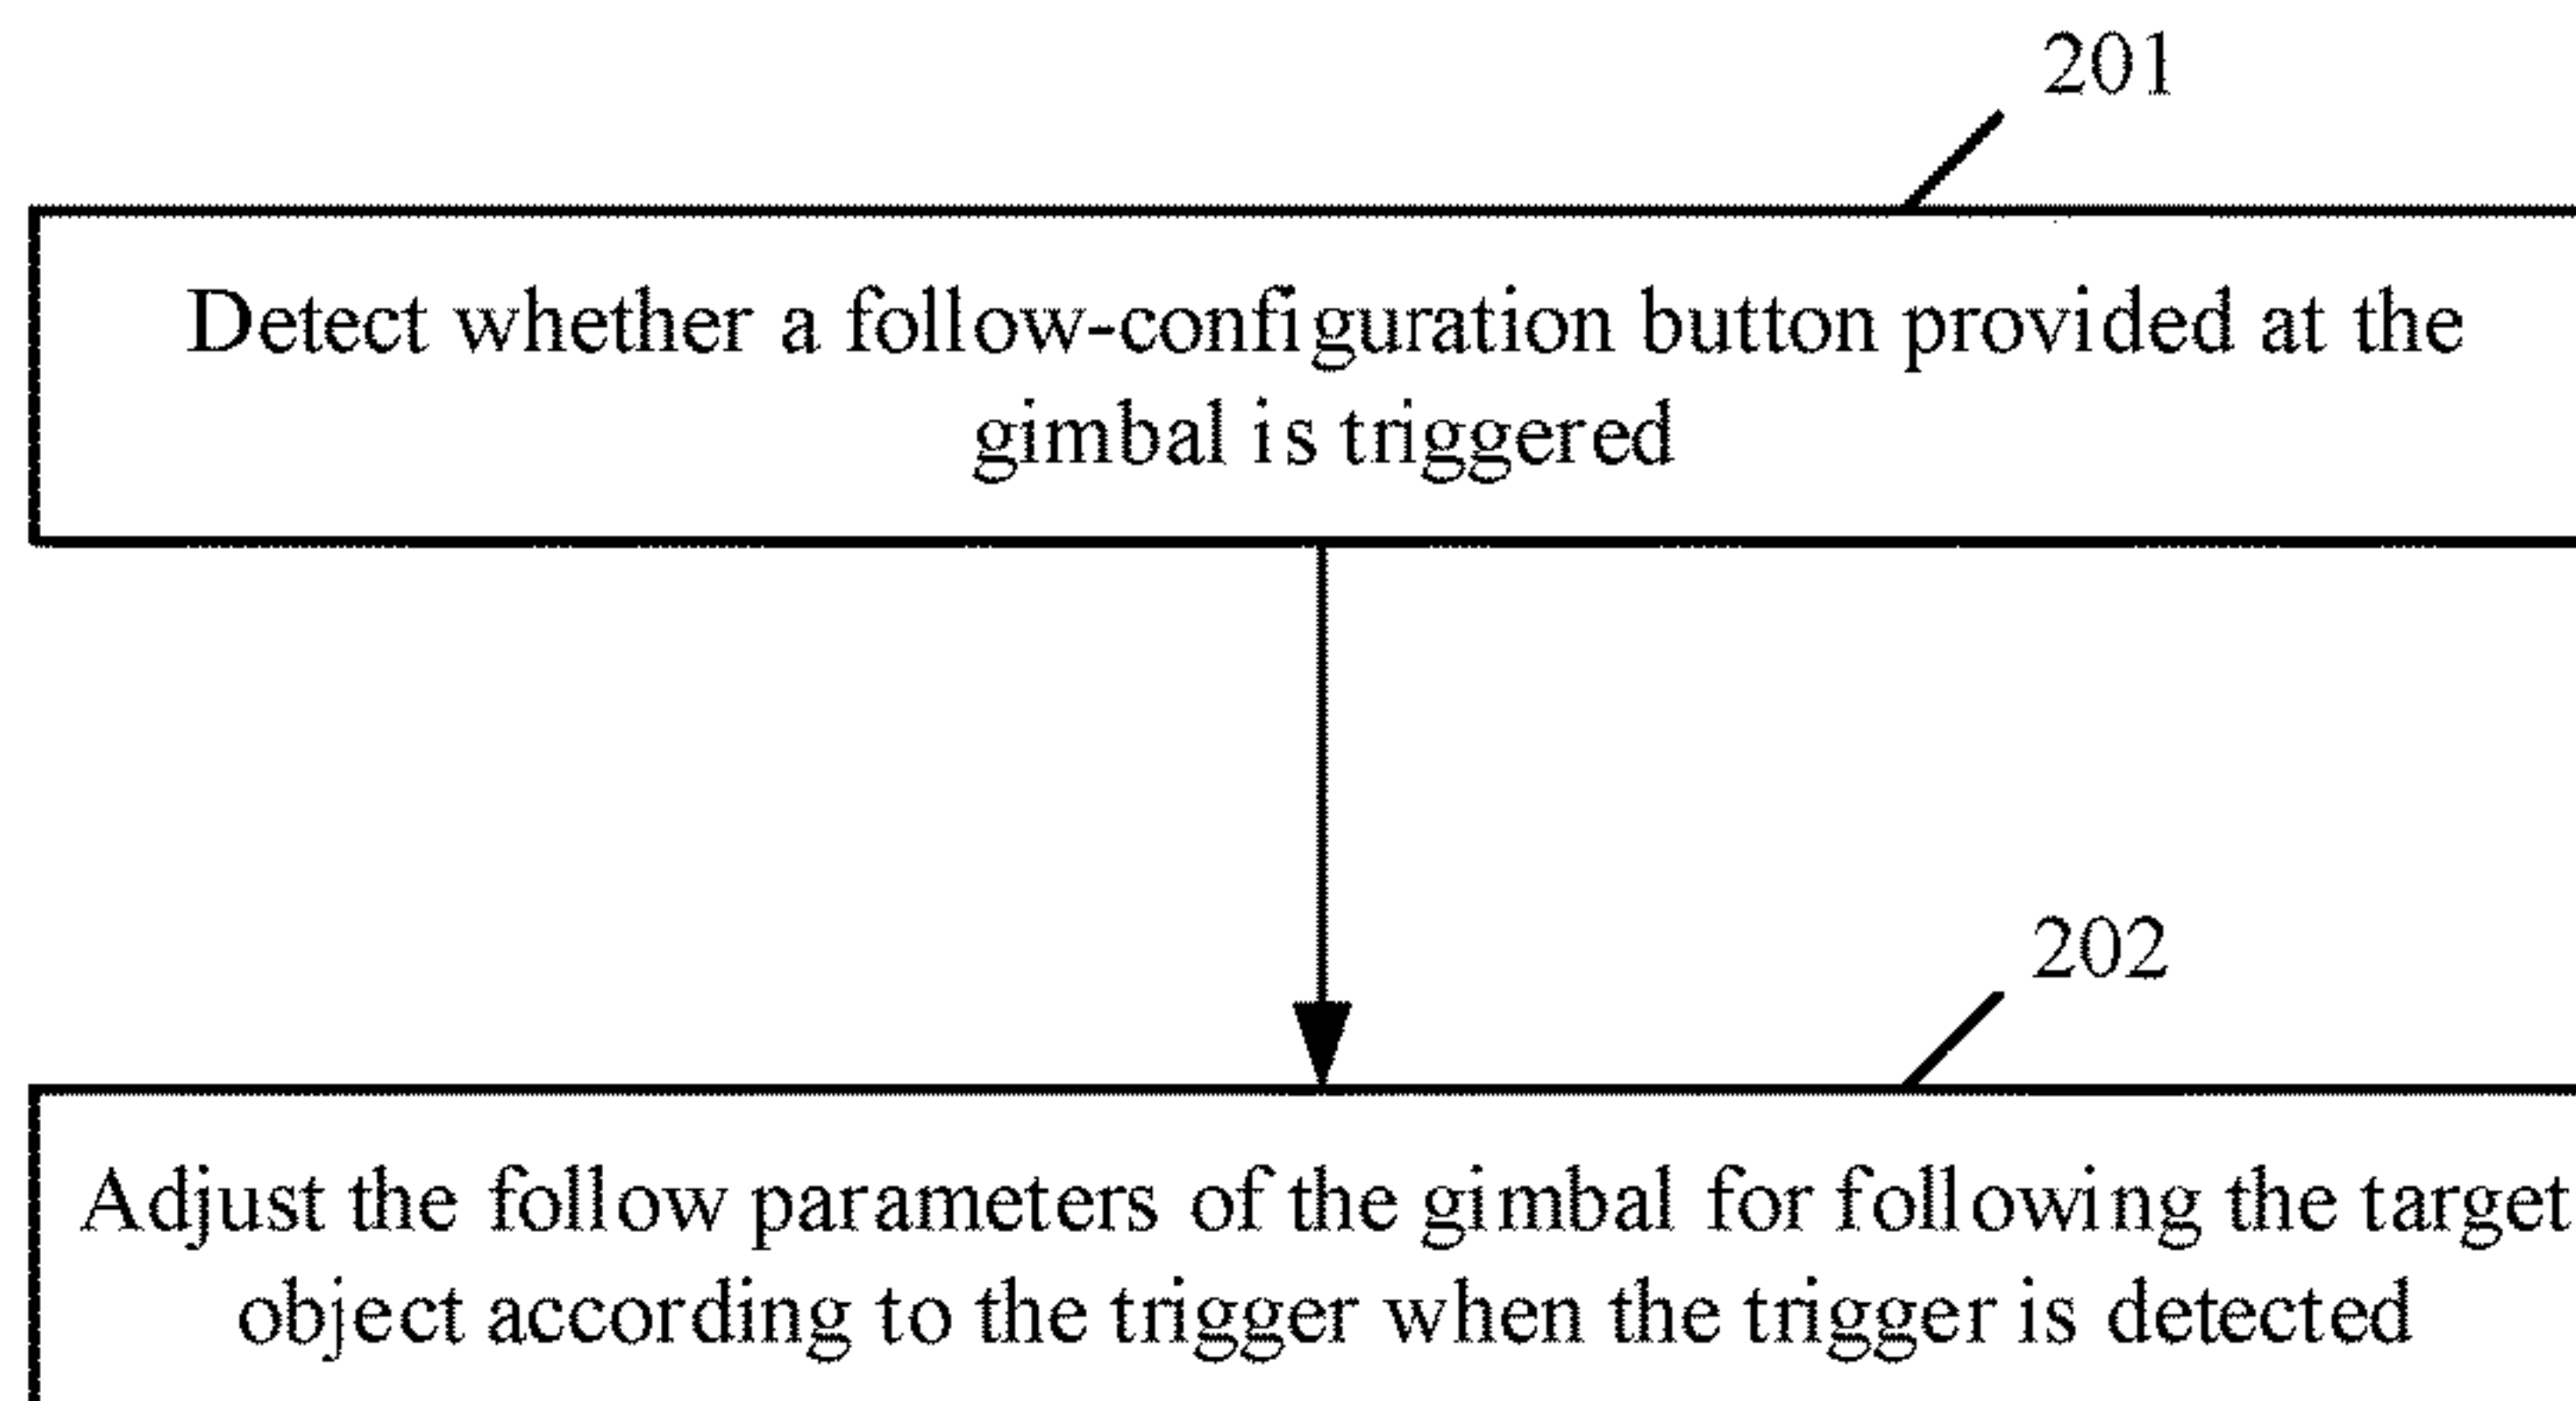 201
Detect whether a follow-configuration button provided at the
gimbal is triggered
202
Adjust the follow parameters of the gimbal for following the target
object according to the trigger when the trigger is detected